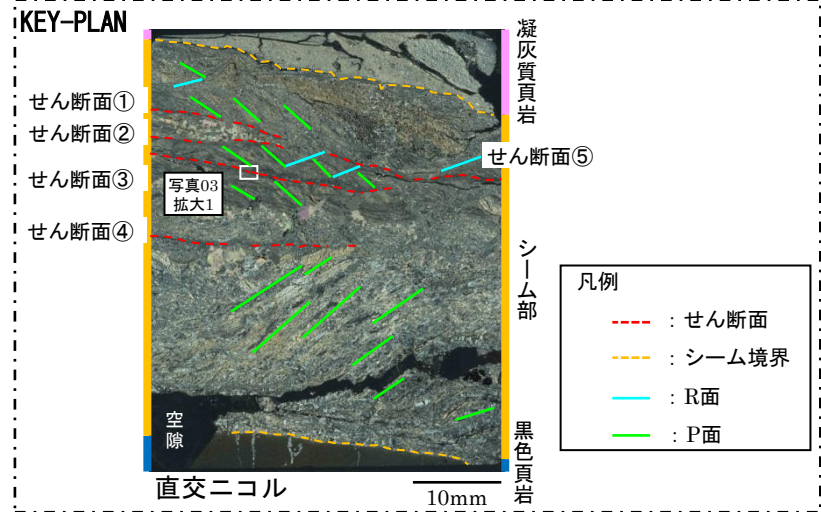 KEY-PLAN
凝灰質頁岩
せん断面①
せん断面②
せん断面③
せん断面④
せん断面⑤
写真03
拡大1
シーム部
凡例
：せん断面
：シーム境界
：R面
：P面
空隙
黒色頁岩
直交ニコル
10mm